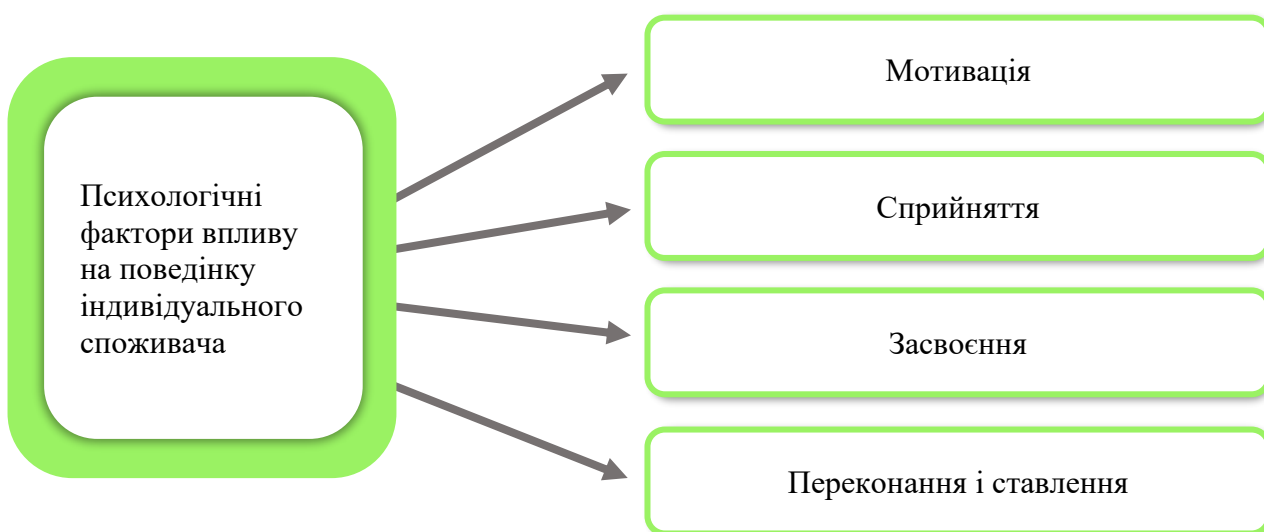 Психологічні
фактори впливу
на поведінку
індивідуального
споживача
Мотивація
Сприйняття
Засвоєння
Переконання і ставлення